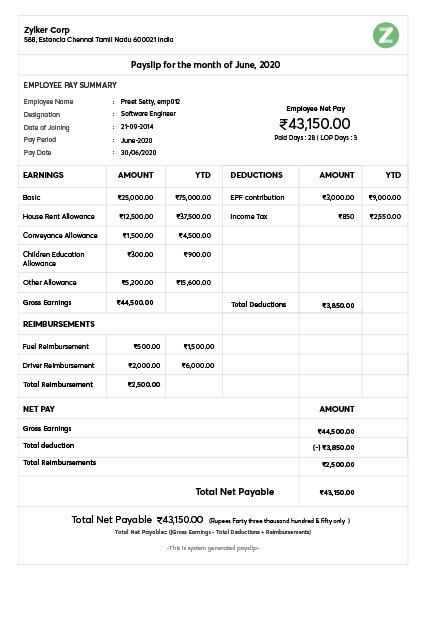 Zylker Corp
588, Estancia Chennai Tamil Nadu 600021 India
Z
Payslip for the month of June, 2020
EMPLOYEE PAY SUMMARY
Employee Name : Preet Setty, emp012
Designation : Software Engineer
Date of Joining : 21-09-2014
Pay Period : June-2020
Pay Date : 30/06/2020
Employee Net Pay
₹43,150.00
Paid Days : 28 | LOP Days : 3
EARNINGS AMOUNT YTD DEDUCTIONS AMOUNT YTD
Basic ₹25,000.00 ₹75,000.00 EPF contribution ₹3,000.00 ₹9,000.00
House Rent Allowance ₹12,500.00 ₹37,500.00 Income Tax ₹850 ₹2550.00
Conveyance Allowance ₹1,500.00 ₹4,500.00
Children Education
Allowance ₹300.00 ₹900.00
Other Allowance ₹5,200.00 ₹15,600.00
Gross Earnings ₹44,500.00 Total Deductions ₹3,850.00
REIMBURSEMENTS
Fuel Reimbursement ₹500.00 ₹1,500.00
Driver Reimbursement ₹2,000.00 ₹6,000.00
Total Reimbursement ₹2,500.00
NET PAY AMOUNT
Gross Earnings ₹44,500.00
Total deduction (-) ₹3,850.00
Total Reimbursements ₹2,500.00
Total Net Payable ₹43,150.00
Total Net Payable ₹43,150.00 (Rupees Farty three thousand hundred & fifty only )
Total Net Payable= ((Gross Earnings - Total Deductions + Reimbursements)
-This is system generated payslip-